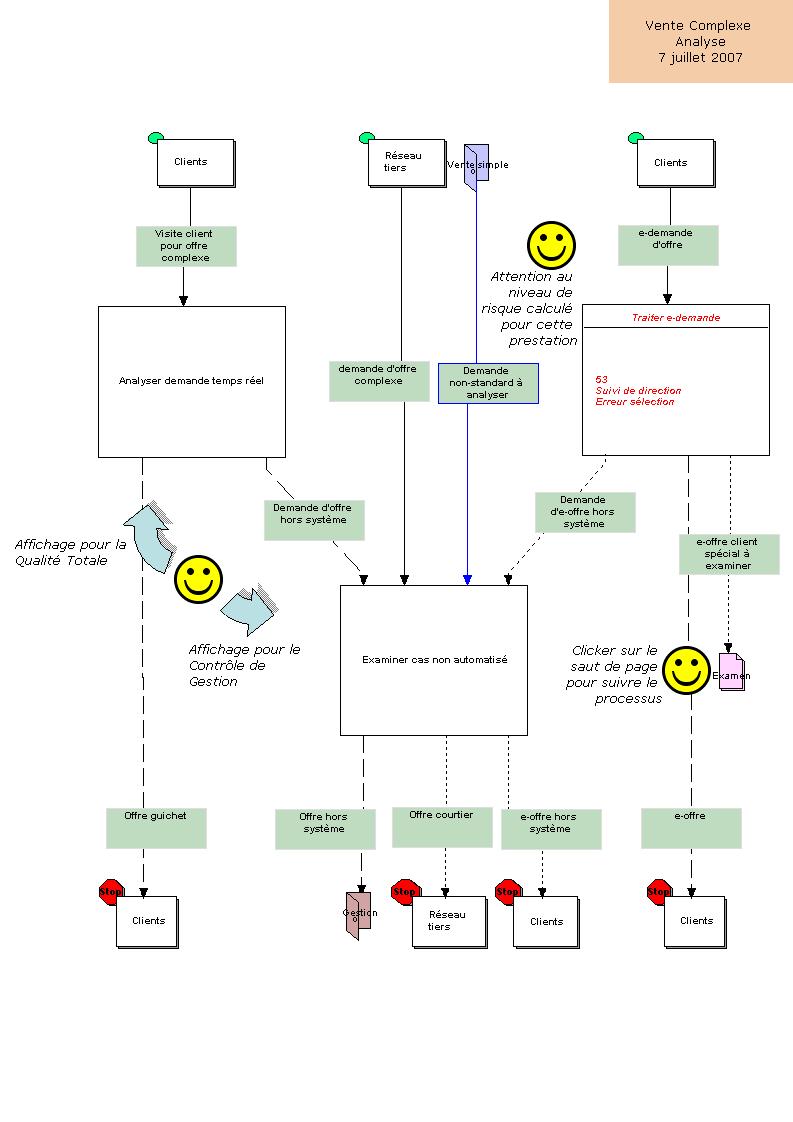 Vente Complexe
Analyse
7 juillet 2007
Clients
Réseau
tiers
Vente simple
Clients
Visite client
pour offre
complexe
e-demande
d'offre
Attention au
niveau de
risque calculé
pour cette
prestation
Analyser demande temps réel
demande d'offre
complexe
Demande
non-standard à
analyser
Traiter e-demande
53
Suivi de direction
Erreur sélection
Demande d'offre
hors système
Demande
d'e-offre hors
système
e-offre client
spécial à
examiner
Affichage pour la
Qualité Totale
Affichage pour le
Contrôle de
Gestion
Examiner cas non automatisé
Clicker sur le
saut de page
pour suivre le
processus
Examen
Offre guichet
Offre hors
système
Offre courtier
e-offre hors
système
e-offre
Stop
Clients
Gestion
Stop
Réseau
tiers
Stop
Clients
Stop
Clients